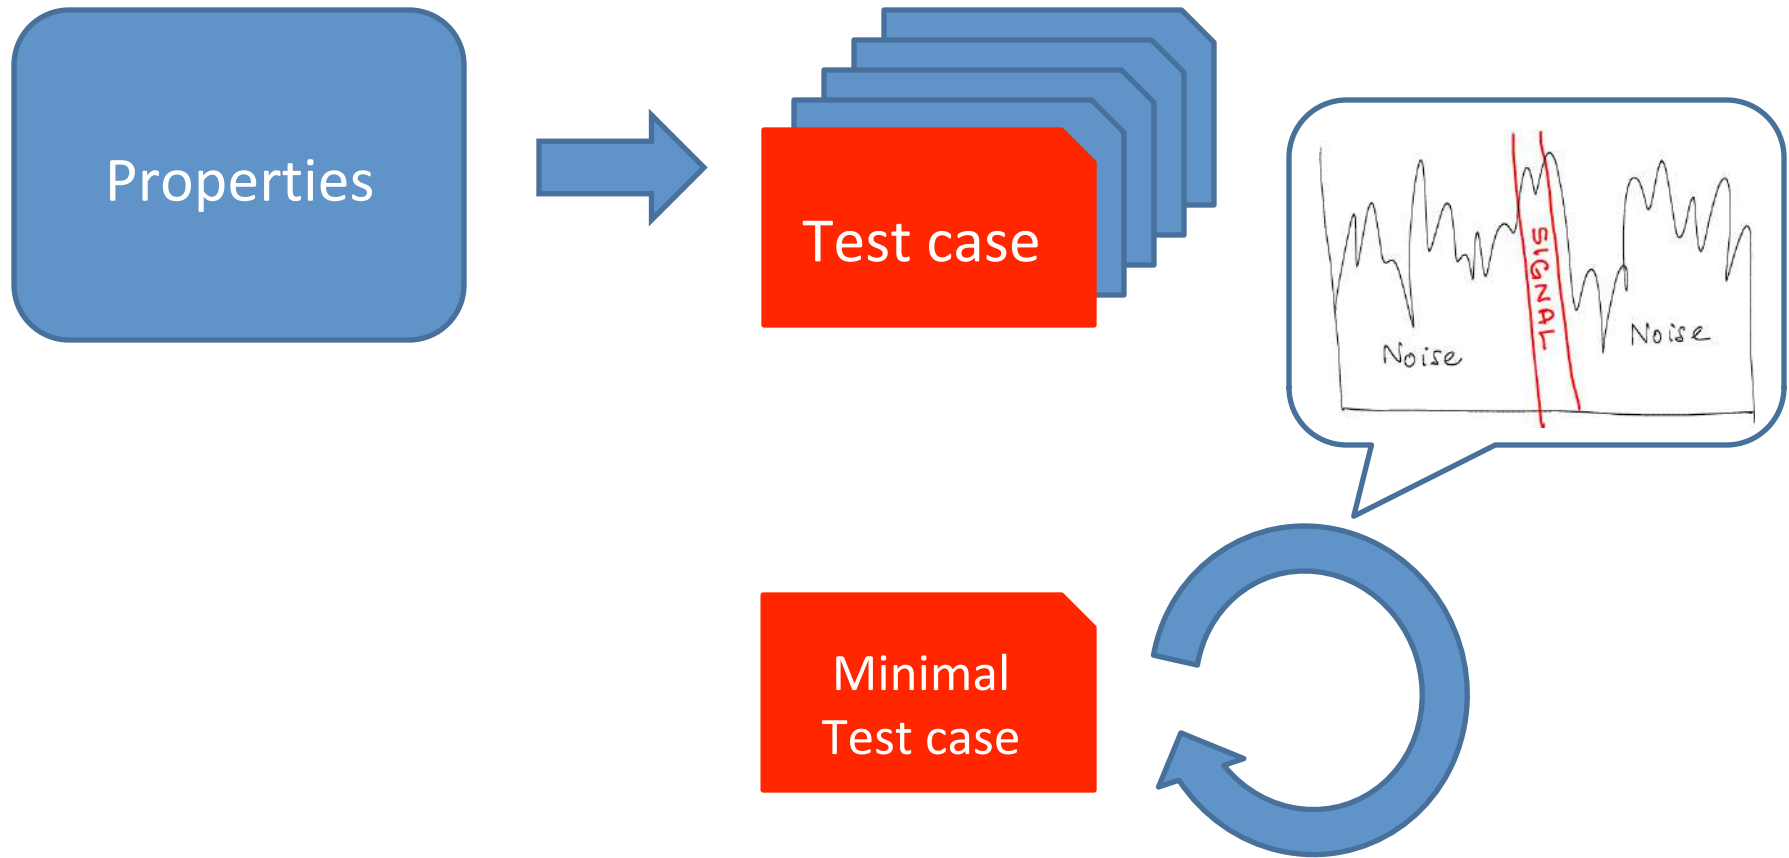 Properties
Test case
SIGNAL
Noise
Noise
Minimal
Test case